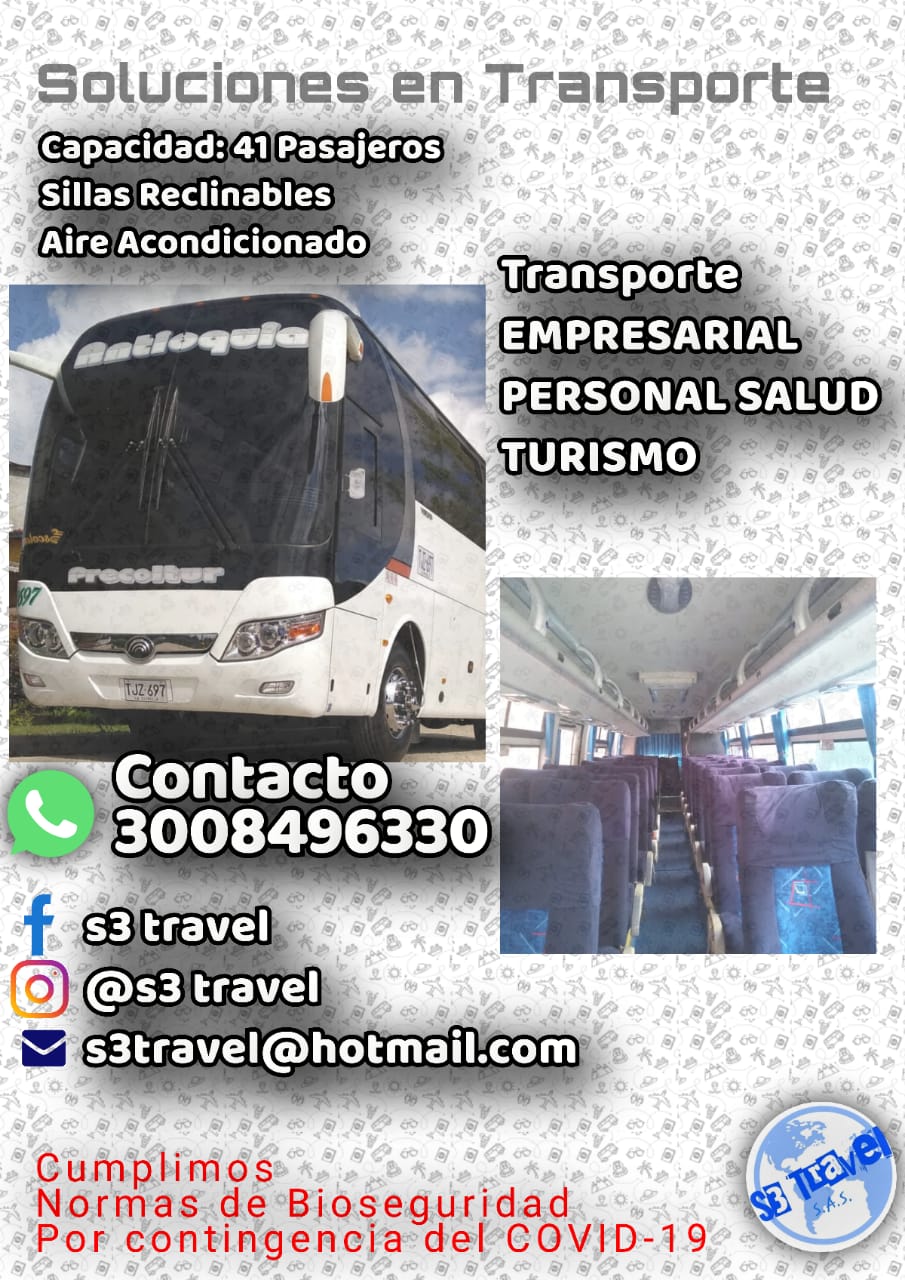 Soluciones en Transporte
Capacidad: 41 Pasajeros
Sillas Reclinables
Aire Acondicionado
Transporte
EMPRESARIAL
PERSONAL SALUD
TURISMO
Antioquia
frecoltur
697
TJZ-697
Contacto
3008496330
s3 travel
@s3 travel
s3travel@hotmail.com
Cumplimos
Normas de Bioseguridad
Por contingencia del COVID-19
S3 Travel
S.A.S.